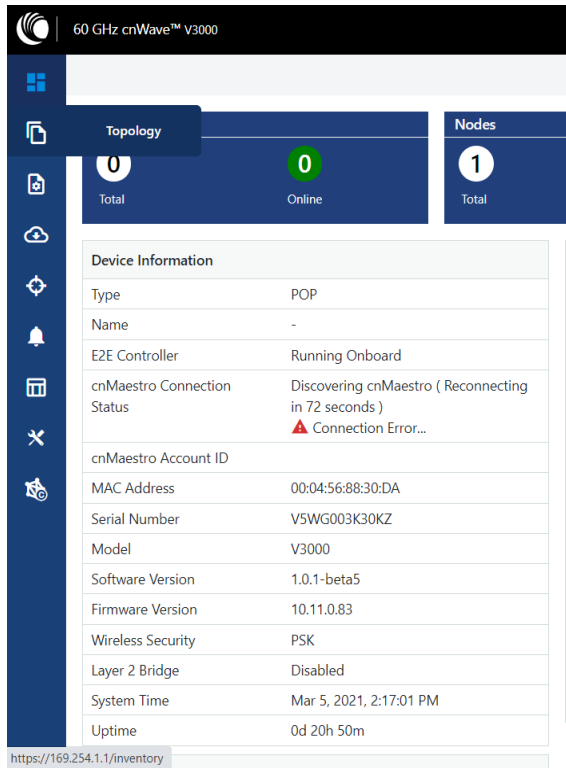 60 GHz cnWave™ V3000
Topology
Nodes
0
0
1
Total
Online
Total
Device Information
Type POP
Name -
E2E Controller Running Onboard
cnMaestro Connection Status Discovering cnMaestro ( Reconnecting in 72 seconds )
Connection Error...
cnMaestro Account ID
MAC Address 00:04:56:88:30:DA
Serial Number V5WG003K30KZ
Model V3000
Software Version 1.0.1-beta5
Firmware Version 10.11.0.83
Wireless Security PSK
Layer 2 Bridge Disabled
System Time Mar 5, 2021, 2:17:01 PM
Uptime 0d 20h 50m
https://169.254.1.1/inventory